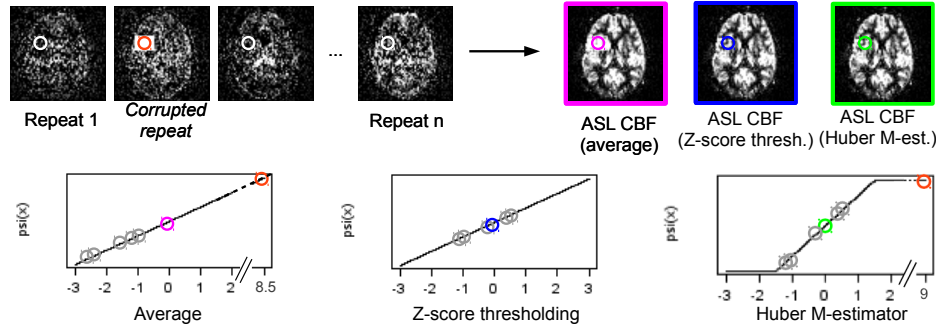 ...
Repeat 1
Corrupted
repeat
Repeat n
ASL CBF
(average)
ASL CBF
(Z-score thresh.)
ASL CBF
(Huber M-est.)
psi(x)
-3 -2 -1 0 1 2 8.5
Average
psi(x)
-3 -2 -1 0 1 2 3
Z-score thresholding
psi(x)
-3 -2 -1 0 1 2 9
Huber M-estimator